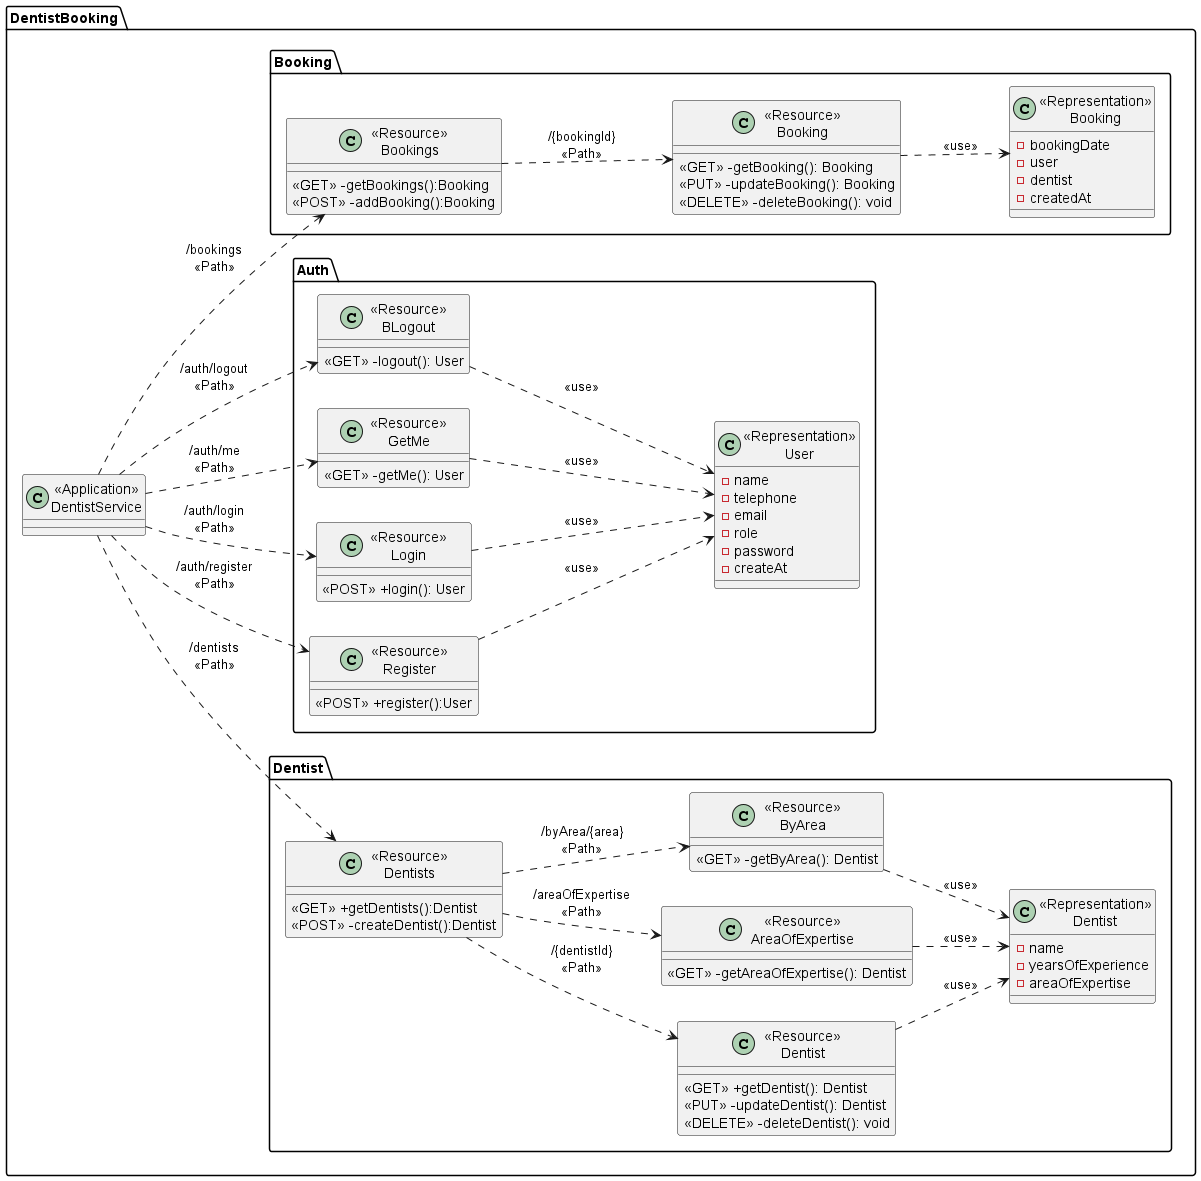 DentistBooking
Booking
«Resource»
Bookings
«GET» -getBookings():Booking
«POST» -addBooking():Booking
/{bookingId}
«Path»
«Resource»
Booking
«GET» -getBooking(): Booking
«PUT» -updateBooking(): Booking
«DELETE» -deleteBooking(): void
«use»
«Representation»
Booking
bookingDate
user
dentist
createdAt
/bookings
«Path»
Auth
«Resource»
BLogout
«GET» -logout(): User
/auth/logout
«Path»
«use»
«Resource»
GetMe
«GET» -getMe(): User
/auth/me
«Path»
«use»
«Representation»
User
name
telephone
email
role
password
createAt
«Application»
DentistService
/auth/login
«Path»
«Resource»
Login
«POST» +login(): User
«use»
/auth/register
«Path»
«Resource»
Register
«POST» +register():User
«use»
/dentists
«Path»
Dentist
«Resource»
Dentists
«GET» +getDentists():Dentist
«POST» -createDentist():Dentist
/byArea/{area}
«Path»
«Resource»
ByArea
«GET» -getByArea(): Dentist
«use»
/areaOfExpertise
«Path»
«Resource»
AreaOfExpertise
«GET» -getAreaOfExpertise(): Dentist
«use»
«Representation»
Dentist
name
yearsOfExperience
areaOfExpertise
/{dentistId}
«Path»
«Resource»
Dentist
«GET» +getDentist(): Dentist
«PUT» -updateDentist(): Dentist
«DELETE» -deleteDentist(): void
«use»